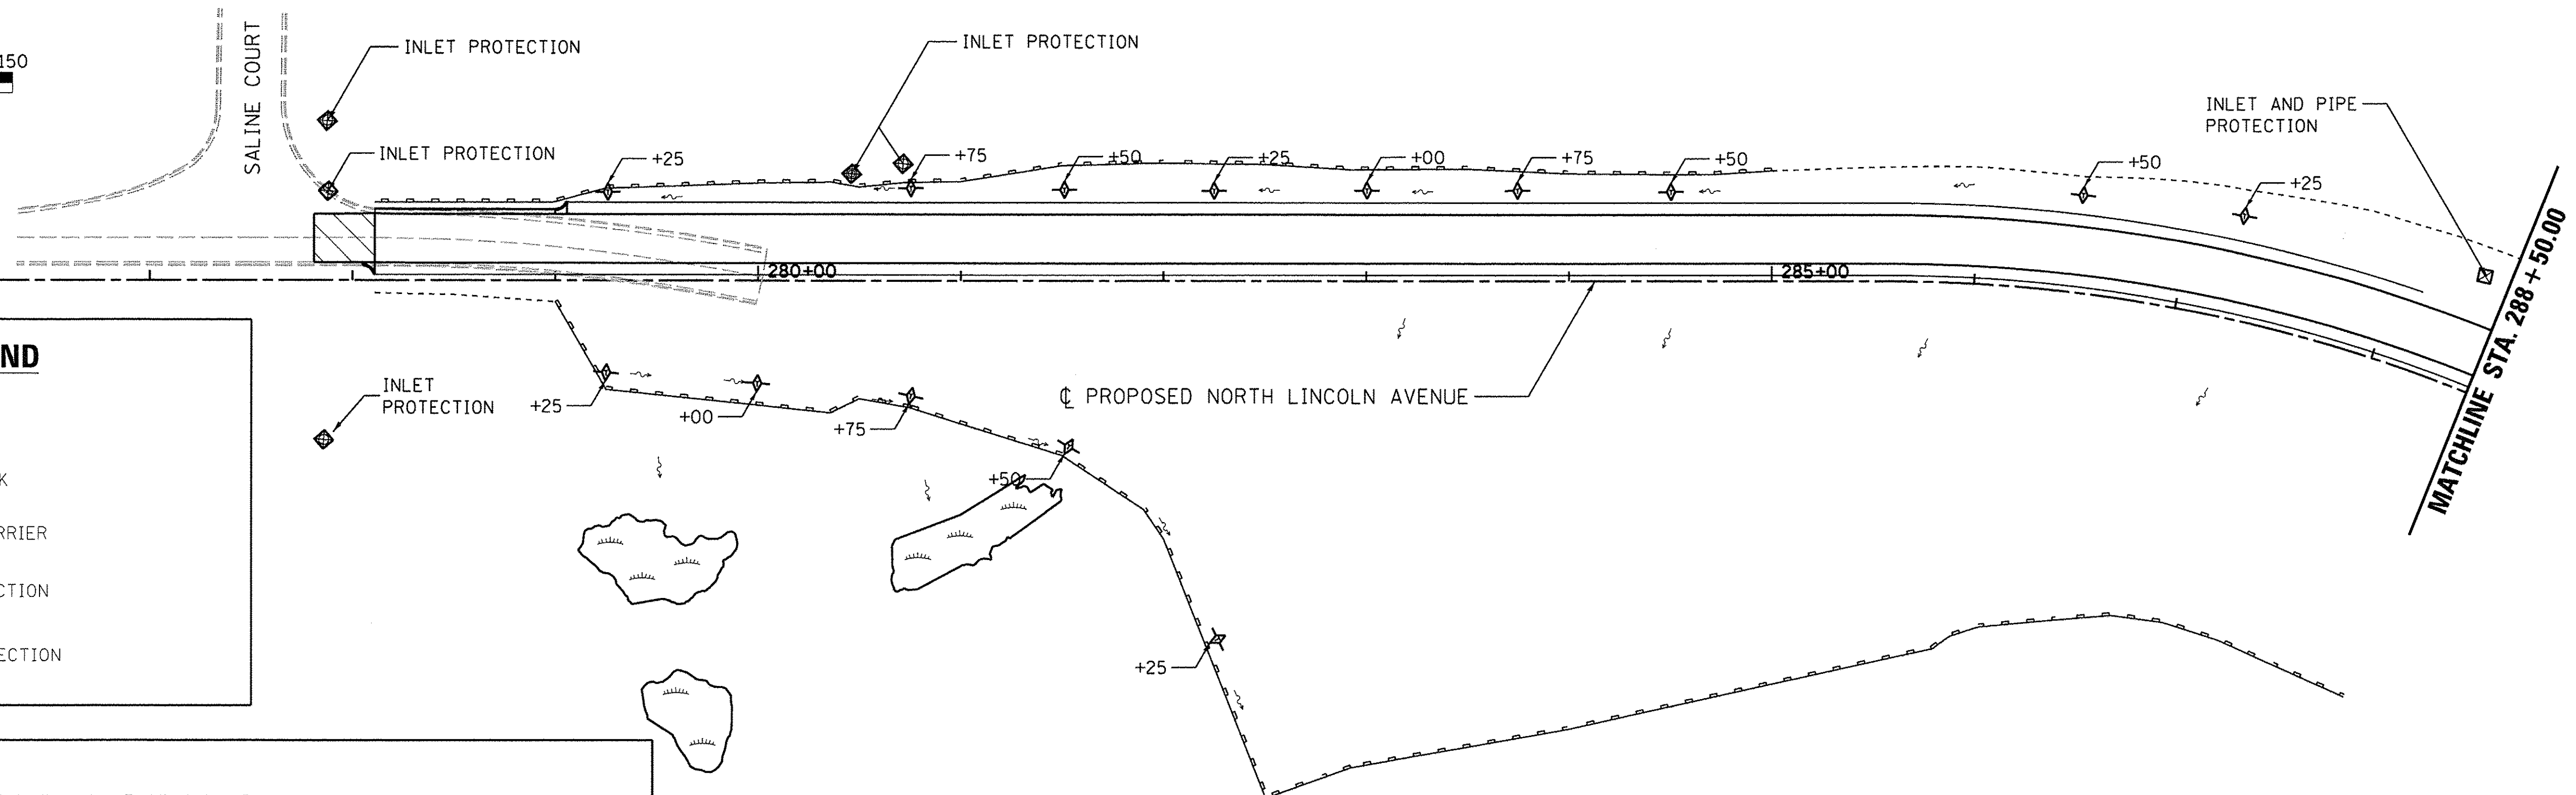 150
SALINE COURT
INLET PROTECTION
INLET PROTECTION
INLET PROTECTION
INLET AND PIPE
PROTECTION
+25
+75
+50
+25
+00
+75
+50
+50
+25
280+00
285+00
MATCHLINE STA. 288+50.00
ND
INLET
PROTECTION
+25
+00
+75
+50
+25
℄ PROPOSED NORTH LINCOLN AVENUE
K
RRIER
CTION
ECTION